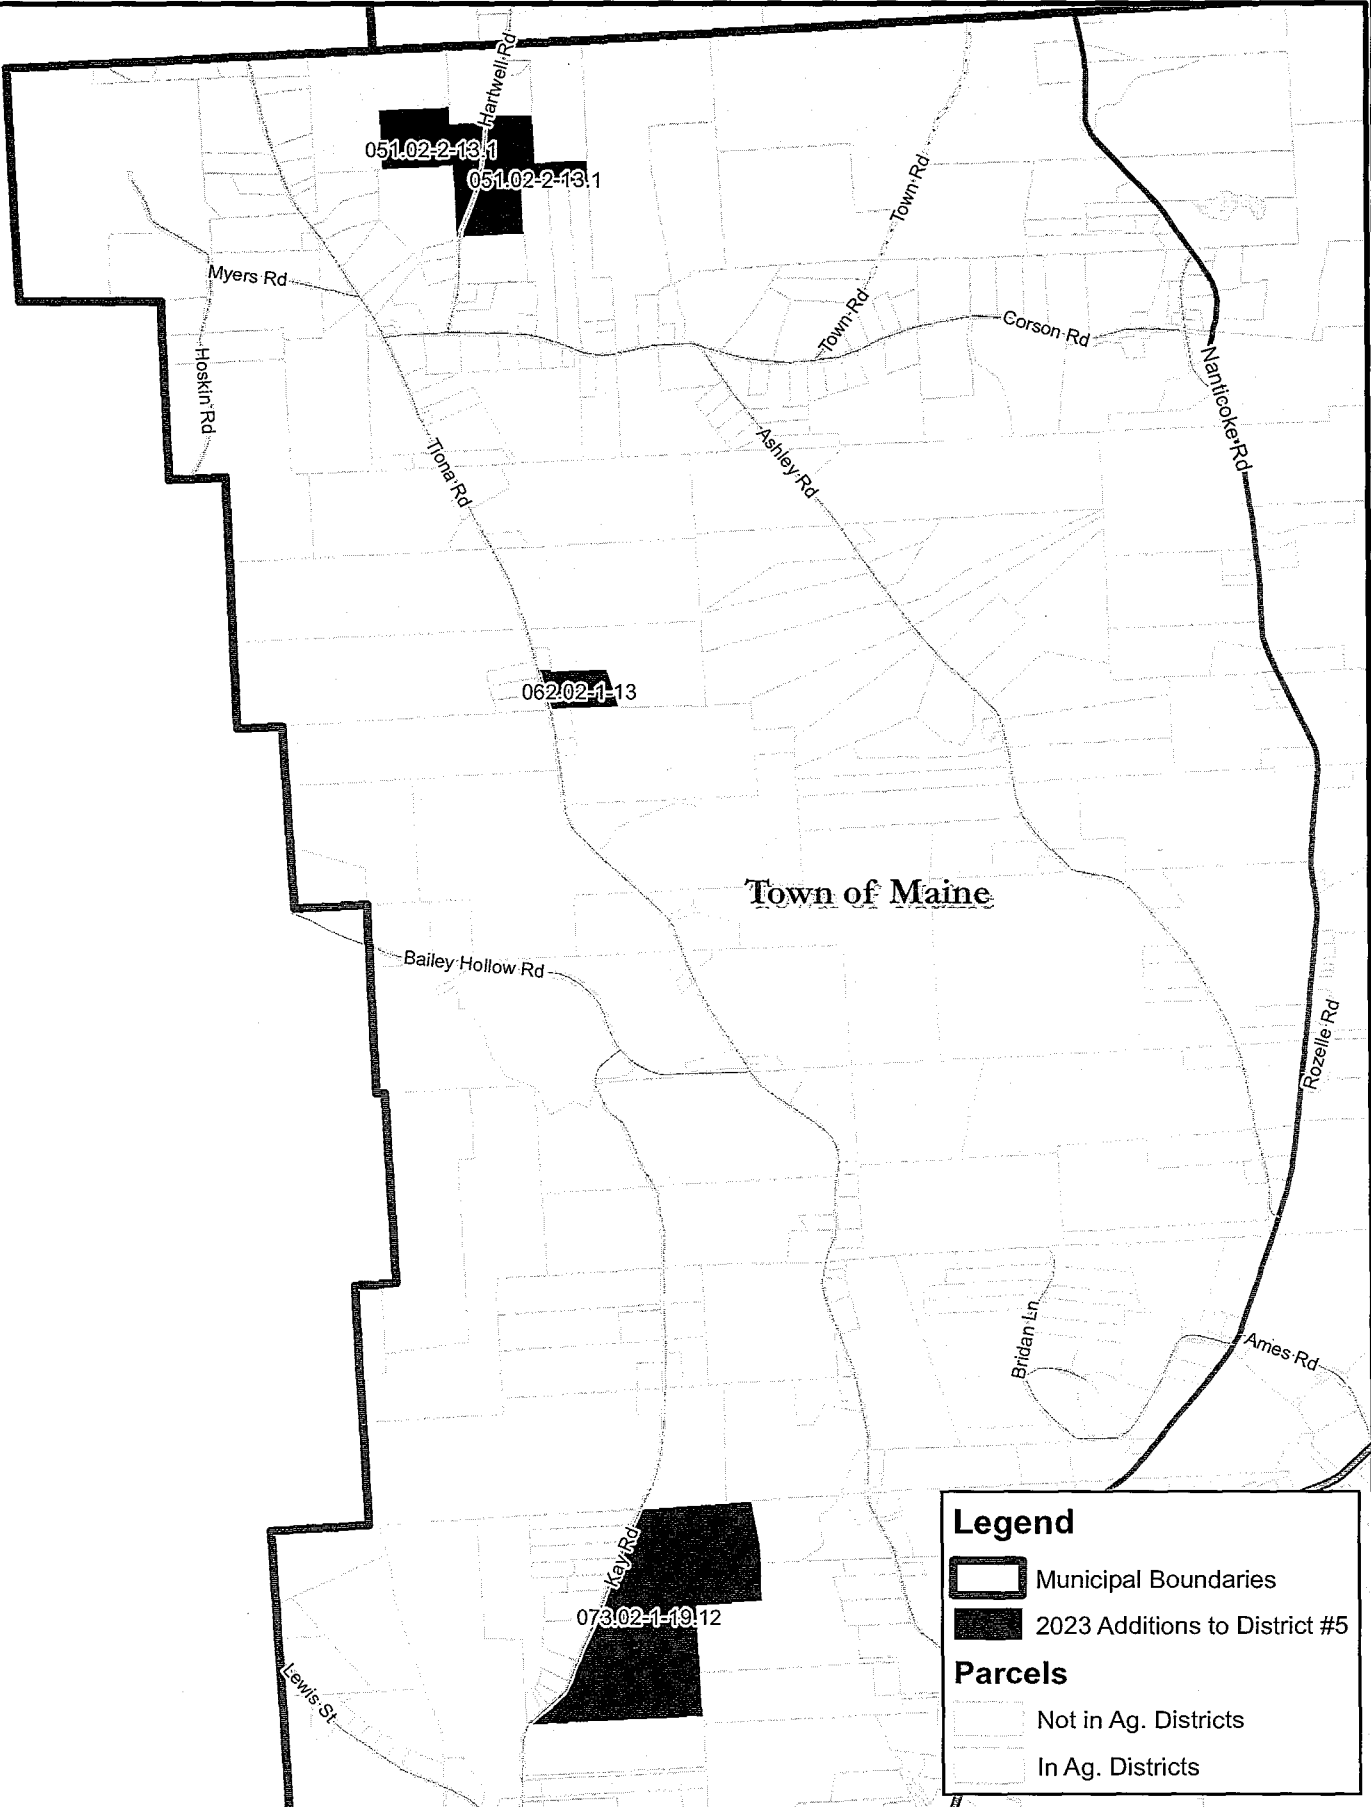 Hartwell Rd
051.02-2-13.1
051.02-2-13.1
Town Rd
Myers Rd
Town Rd
Corson Rd
Hoskin Rd
Nanticoke Rd
Tiona Rd
Ashley Rd
062.02-1-13
Town of Maine
Bailey Hollow Rd
Rozelle Rd
Bridan Ln
Ames Rd
Kay Rd
073.02-1-19.12
Lewis St
Legend
Municipal Boundaries
2023 Additions to District #5
Parcels
Not in Ag. Districts
In Ag. Districts